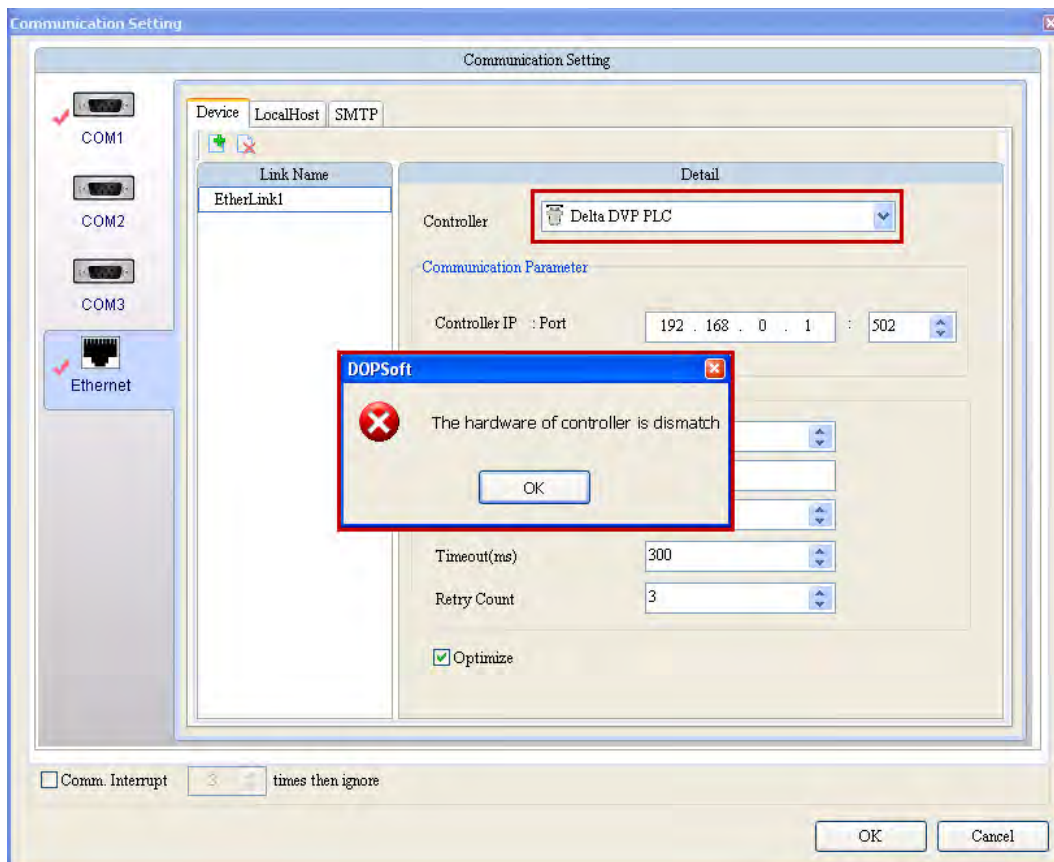 Communication Setting
Communication Setting
COM1
COM2
COM3
Ethernet
Device LocalHost SMTP
Link Name
EtherLink1
Detail
Controller Delta DVP PLC
Communication Parameter
Controller IP : Port 192 . 168 . 0 . 1 : 502
DOPSoft
The hardware of controller is dismatch
OK
Timeout(ms) 300
Retry Count 3
Optimize
Comm. Interrupt 3 times then ignore
OK Cancel